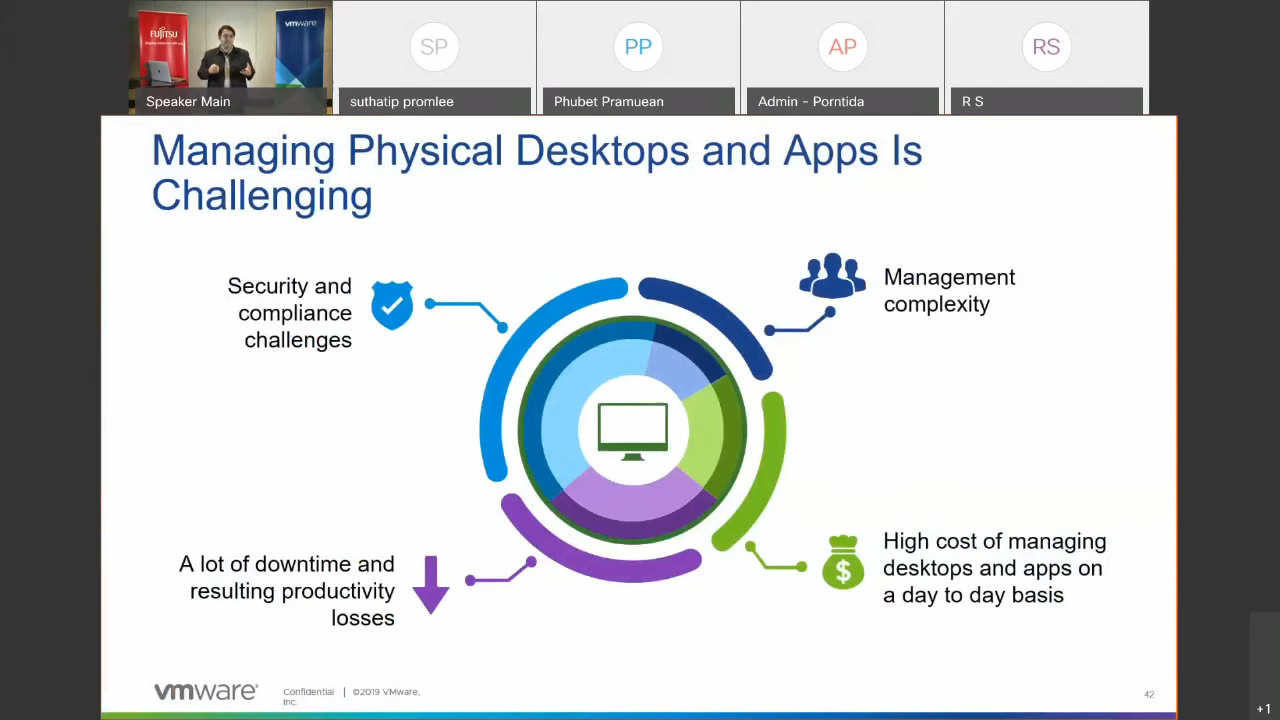 FUJITSU
vmware
SP
PP
AP
RS
Speaker Main
suthatip promlee
Phubet Pramuean
Admin - Porntida
R S
Managing Physical Desktops and Apps Is
Challenging
Security and
compliance
challenges
Management
complexity
A lot of downtime and
resulting productivity
losses
$
High cost of managing
desktops and apps on
a day to day basis
vmware
Confidential | ©2019 VMware,
Inc.
42
+1